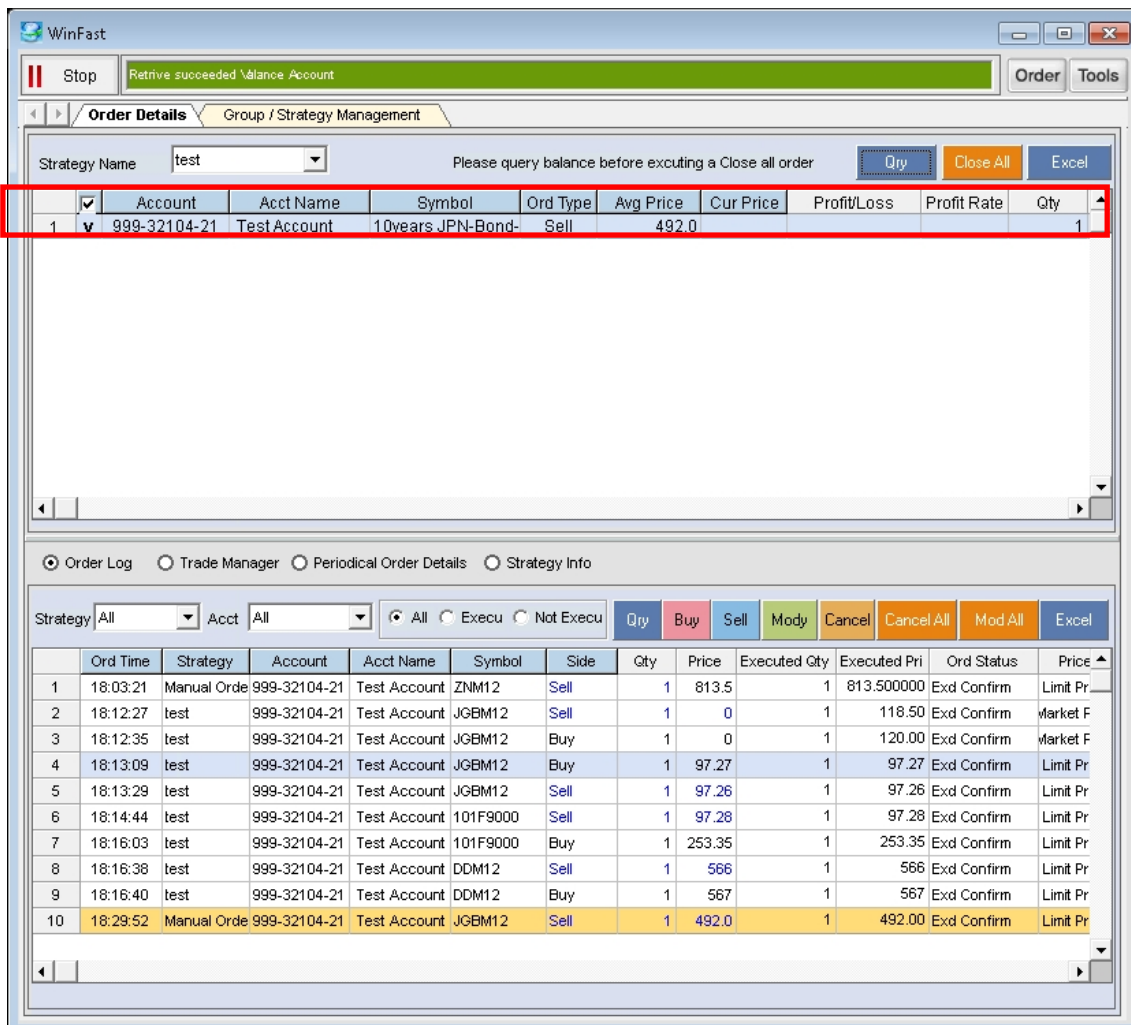 WinFast
Stop Retrive succeeded \/alance Account Order Tools
Order Details Group / Strategy Management
Strategy Name test Please query balance before excuting a Close all order Qry Close All Excel
Account Acct Name Symbol Ord Type Avg Price Cur Price Profit/Loss Profit Rate Qty
1 v 999-32104-21 Test Account 10years JPN-Bond- Sell 492.0 1
Order Log Trade Manager Periodical Order Details Strategy Info
Strategy All Acct All All Execu Not Execu Qry Buy Sell Mody Cancel Cancel All Mod All Excel
Ord Time Strategy Account Acct Name Symbol Side Qty Price Executed Qty Executed Pri Ord Status Price
1 18:03:21 Manual Orde 999-32104-21 Test Account ZNM12 Sell 1 813.5 1 813.500000 Exd Confirm Limit Pr
2 18:12:27 test 999-32104-21 Test Account JGBM12 Sell 1 0 1 118.50 Exd Confirm Market F
3 18:12:35 test 999-32104-21 Test Account JGBM12 Buy 1 0 1 120.00 Exd Confirm Market F
4 18:13:09 test 999-32104-21 Test Account JGBM12 Buy 1 97.27 1 97.27 Exd Confirm Limit Pr
5 18:13:29 test 999-32104-21 Test Account JGBM12 Sell 1 97.26 1 97.26 Exd Confirm Limit Pr
6 18:14:44 test 999-32104-21 Test Account 101F9000 Sell 1 97.28 1 97.28 Exd Confirm Limit Pr
7 18:16:03 test 999-32104-21 Test Account 101F9000 Buy 1 253.35 1 253.35 Exd Confirm Limit Pr
8 18:16:38 test 999-32104-21 Test Account DDM12 Sell 1 566 1 566 Exd Confirm Limit Pr
9 18:16:40 test 999-32104-21 Test Account DDM12 Buy 1 567 1 567 Exd Confirm Limit Pr
10 18:29:52 Manual Orde 999-32104-21 Test Account JGBM12 Sell 1 492.0 1 492.00 Exd Confirm Limit Pr